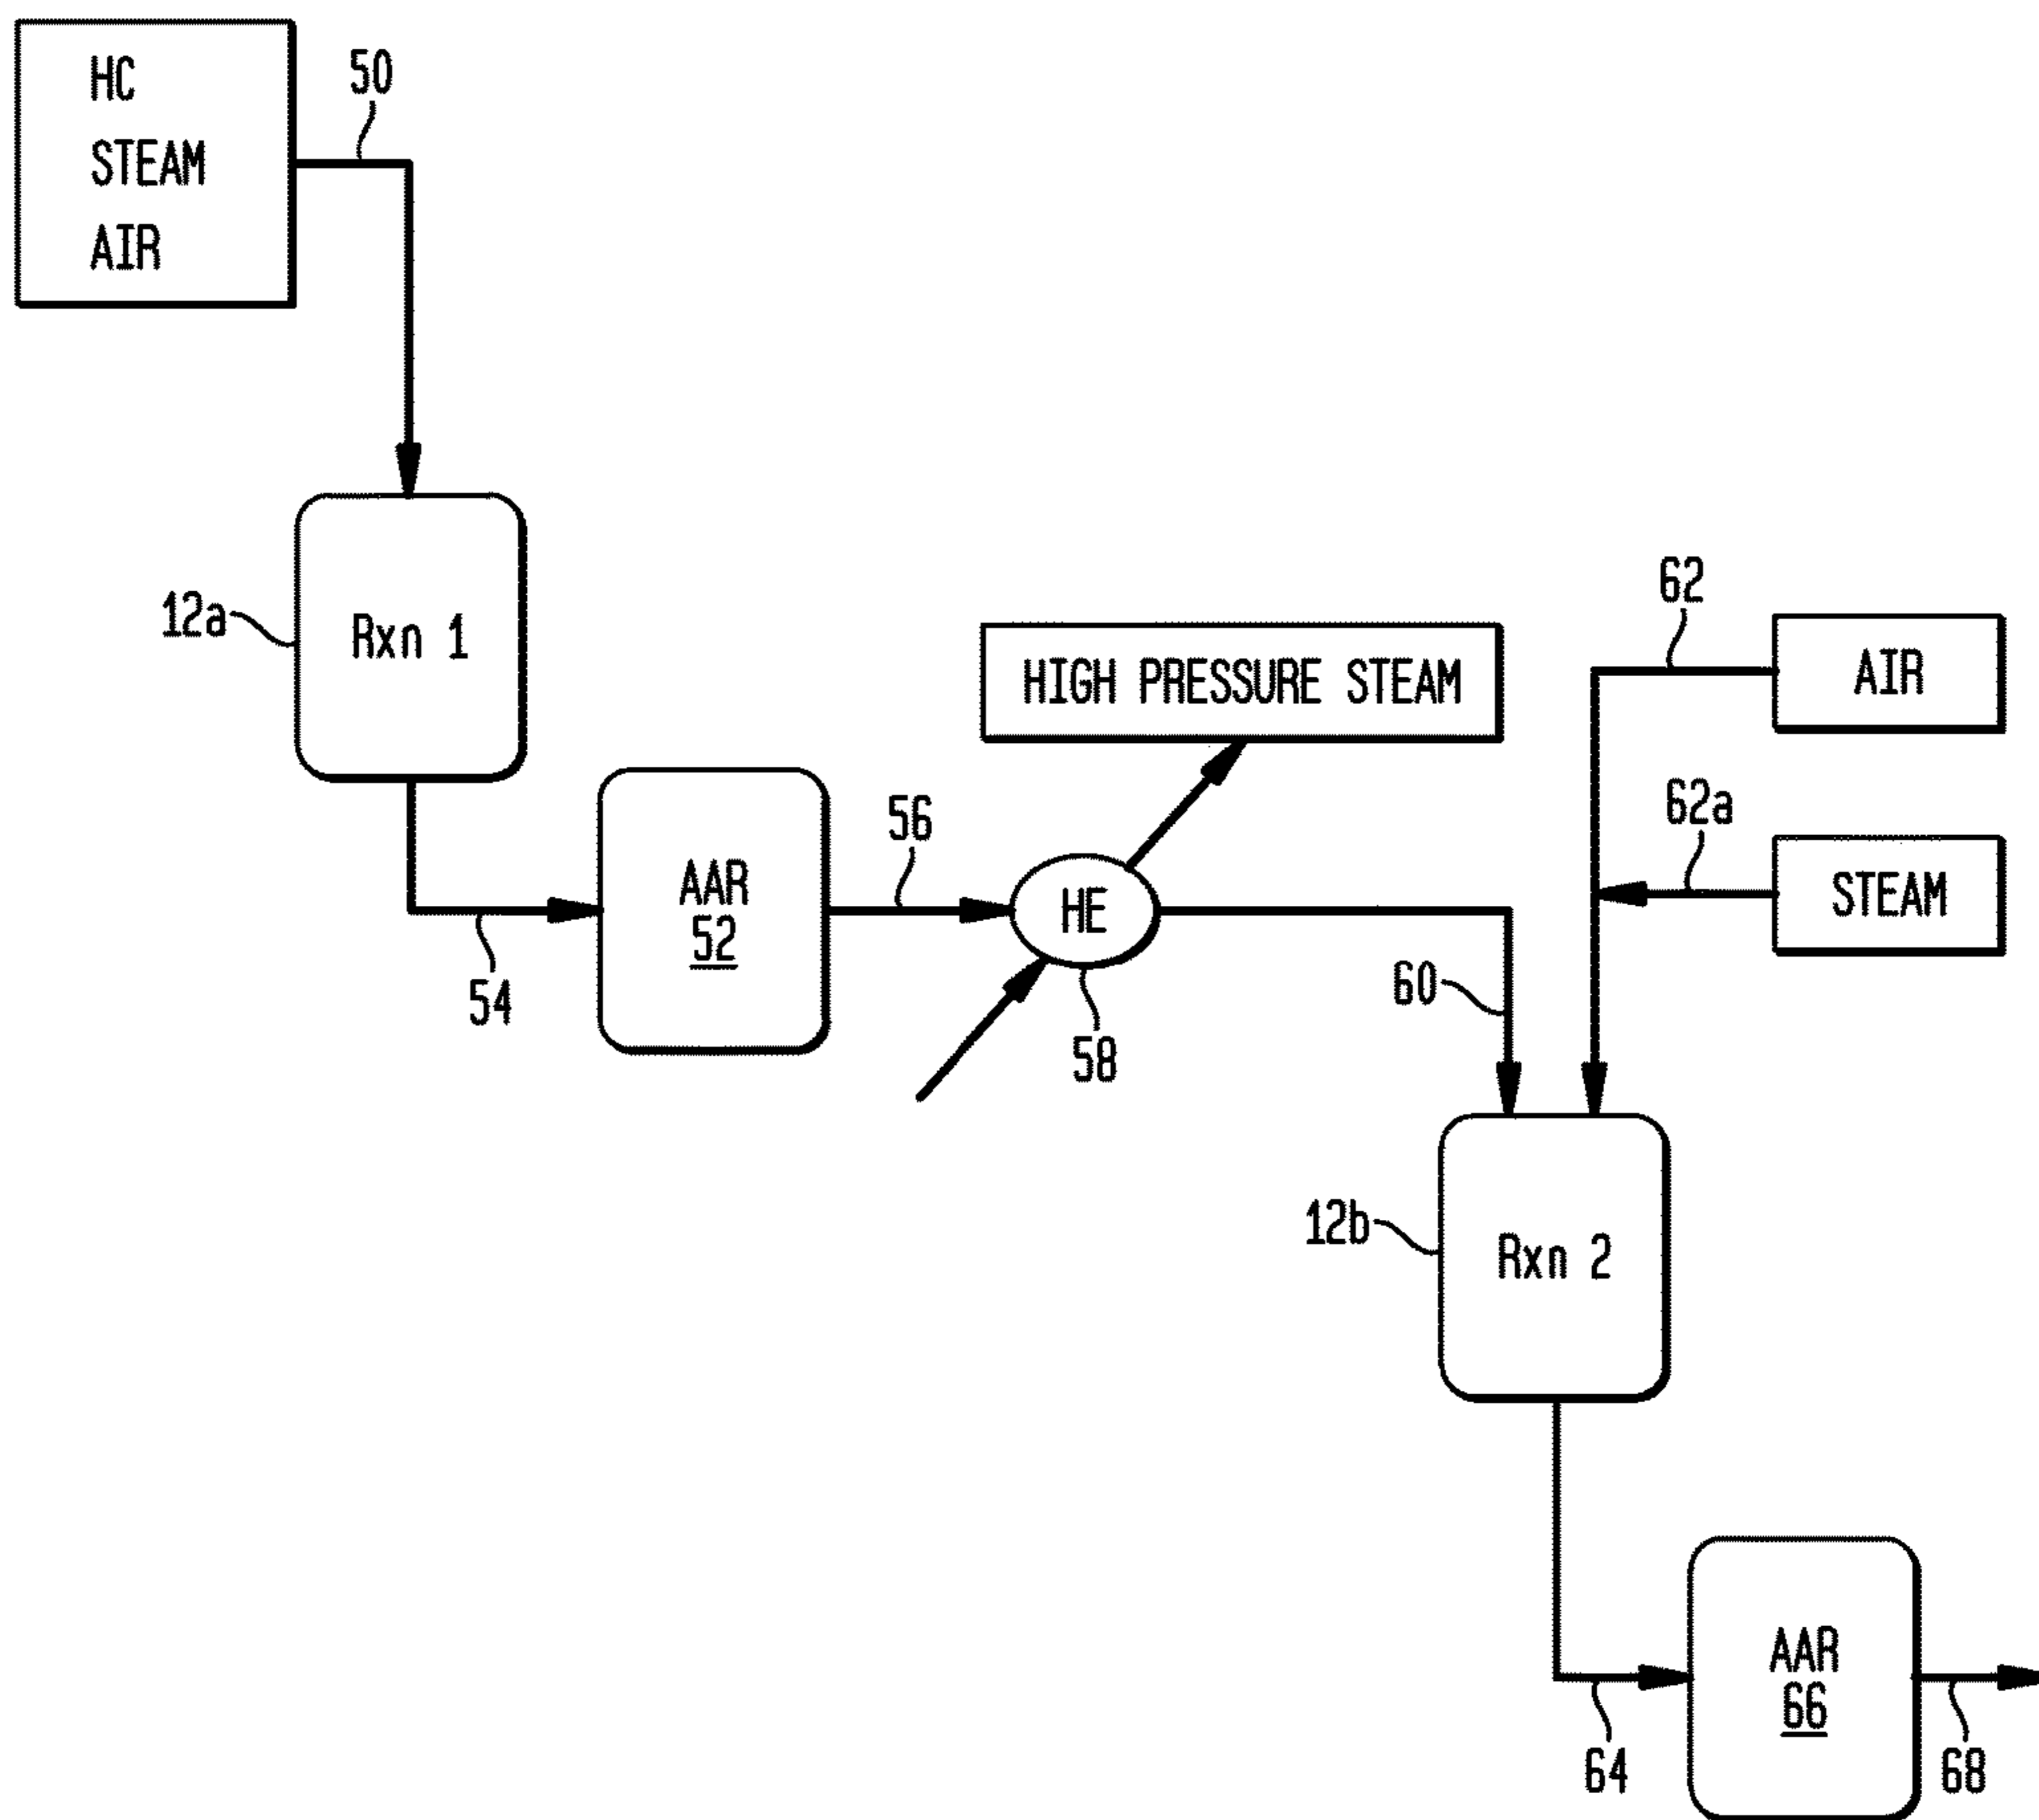 HC
STEAM
AIR
50
12a
Rxn 1
54
AAR
52
56
HIGH PRESSURE STEAM
HE
58
60
62
AIR
62a
STEAM
12b
Rxn 2
64
AAR
66
68